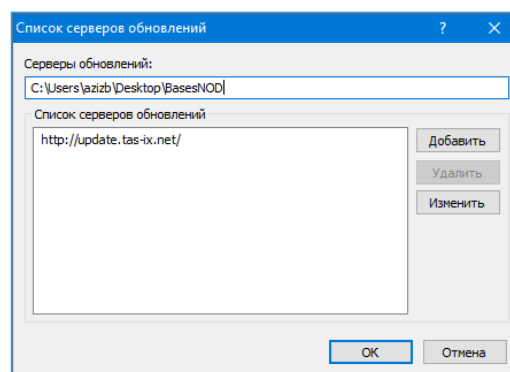 Список серверов обновлений
Серверы обновлений:
C:\Users\azizb\Desktop\BasesNOD
Список серверов обновлений
http://update.tas-ix.net/
Добавить
Удалить
Изменить
OK
Отмена